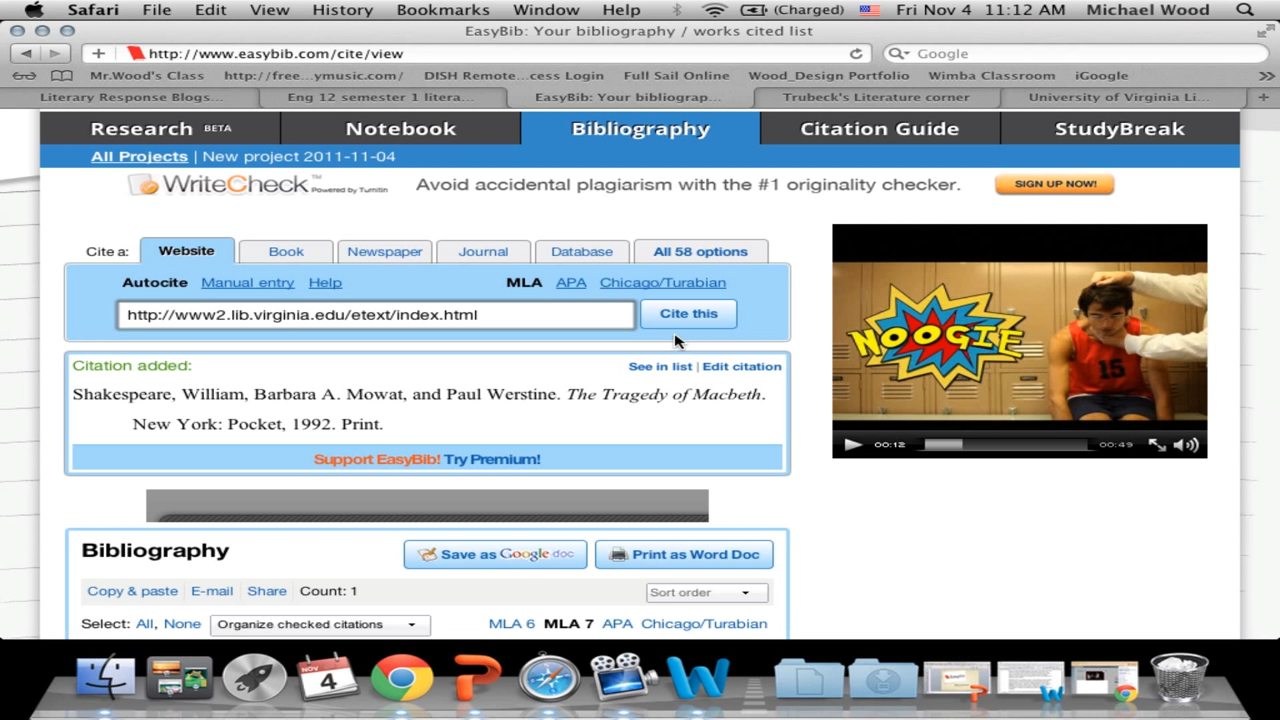 Safari File Edit View History Bookmarks Window Help (Charged) Fri Nov 4 11:12 AM Michael Wood
EasyBib: Your bibliography / works cited list
http://www.easybib.com/cite/view Google
Mr.Wood's Class http://free...ymusic.com/ DISH Remote...cess Login Full Sail Online Wood_Design Portfolio Wimba Classroom iGoogle
Literary Response Blogs... Eng 12 semester 1 litera... EasyBib: Your bibliograp... Trubeck's Literature corner University of Virginia Li...
Research BETA Notebook Bibliography Citation Guide StudyBreak
All Projects | New project 2011-11-04
WriteCheck™ Powered by Turnitin Avoid accidental plagiarism with the #1 originality checker. SIGN UP NOW!
Cite a: Website Book Newspaper Journal Database All 58 options
Autocite Manual entry Help MLA APA Chicago/Turabian
http://www2.lib.virginia.edu/etext/index.html Cite this
NOOGIE
15
Citation added: See in list | Edit citation
Shakespeare, William, Barbara A. Mowat, and Paul Werstine. The Tragedy of Macbeth.
New York: Pocket, 1992. Print.
00:12 00:49
Support EasyBib! Try Premium!
Bibliography Save as Google doc Print as Word Doc
Copy & paste E-mail Share Count: 1 Sort order
Select: All, None Organize checked citations MLA 6 MLA 7 APA Chicago/Turabian
NOV
4